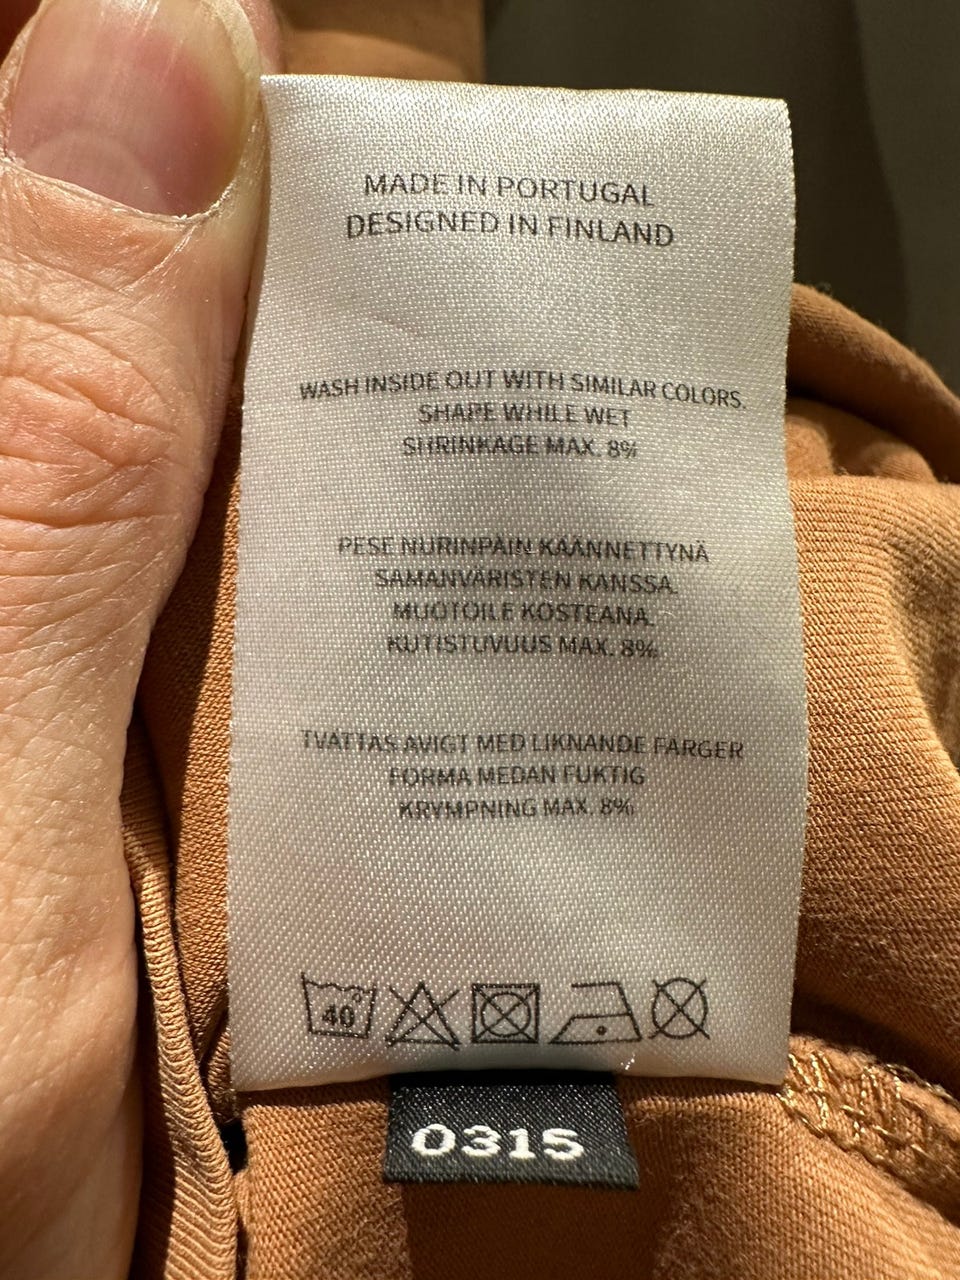 MADE IN PORTUGAL
DESIGNED IN FINLAND
WASH INSIDE OUT WITH SIMILAR COLORS.
SHAPE WHILE WET
SHRINKAGE MAX. 8%
PESE NURINPÄIN KÄÄNNETTYNÄ
SAMANVÄRISTEN KANSSA.
MUOTOILE KOSTEANA.
KUTISTUVUUS MAX. 8%
TVÄTTAS AVIGT MED LIKNANDE FÄRGER
FORMA MEDAN FUKTIG
KRYMPNING MAX. 8%
40°
0315